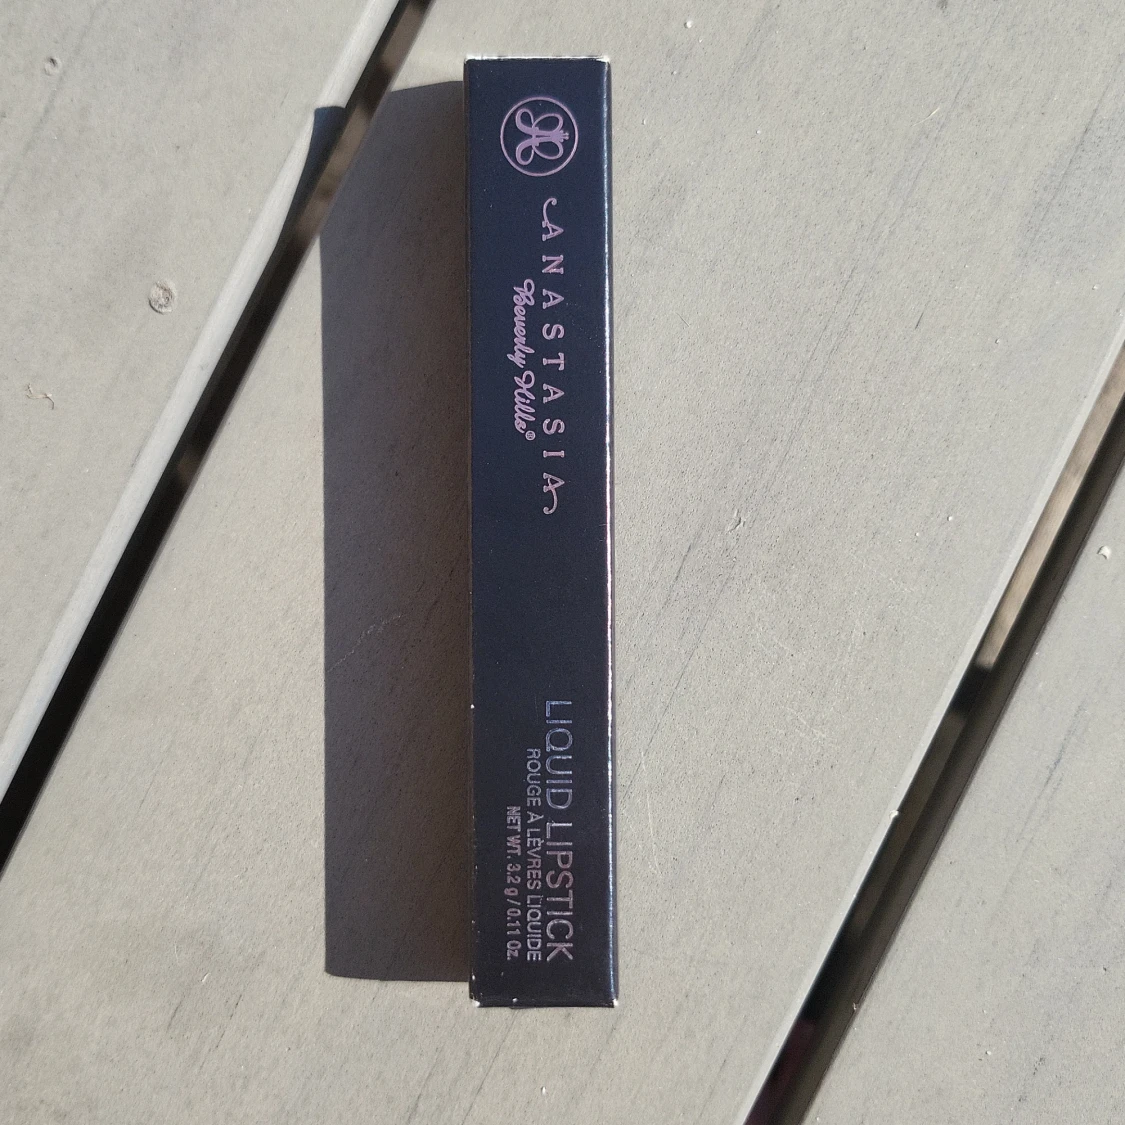 ANASTASIA
Beverly Hills®
LIQUID LIPSTICK
ROUGE À LÈVRES LIQUIDE
NET WT. 3.2 g / 0.11 Oz.